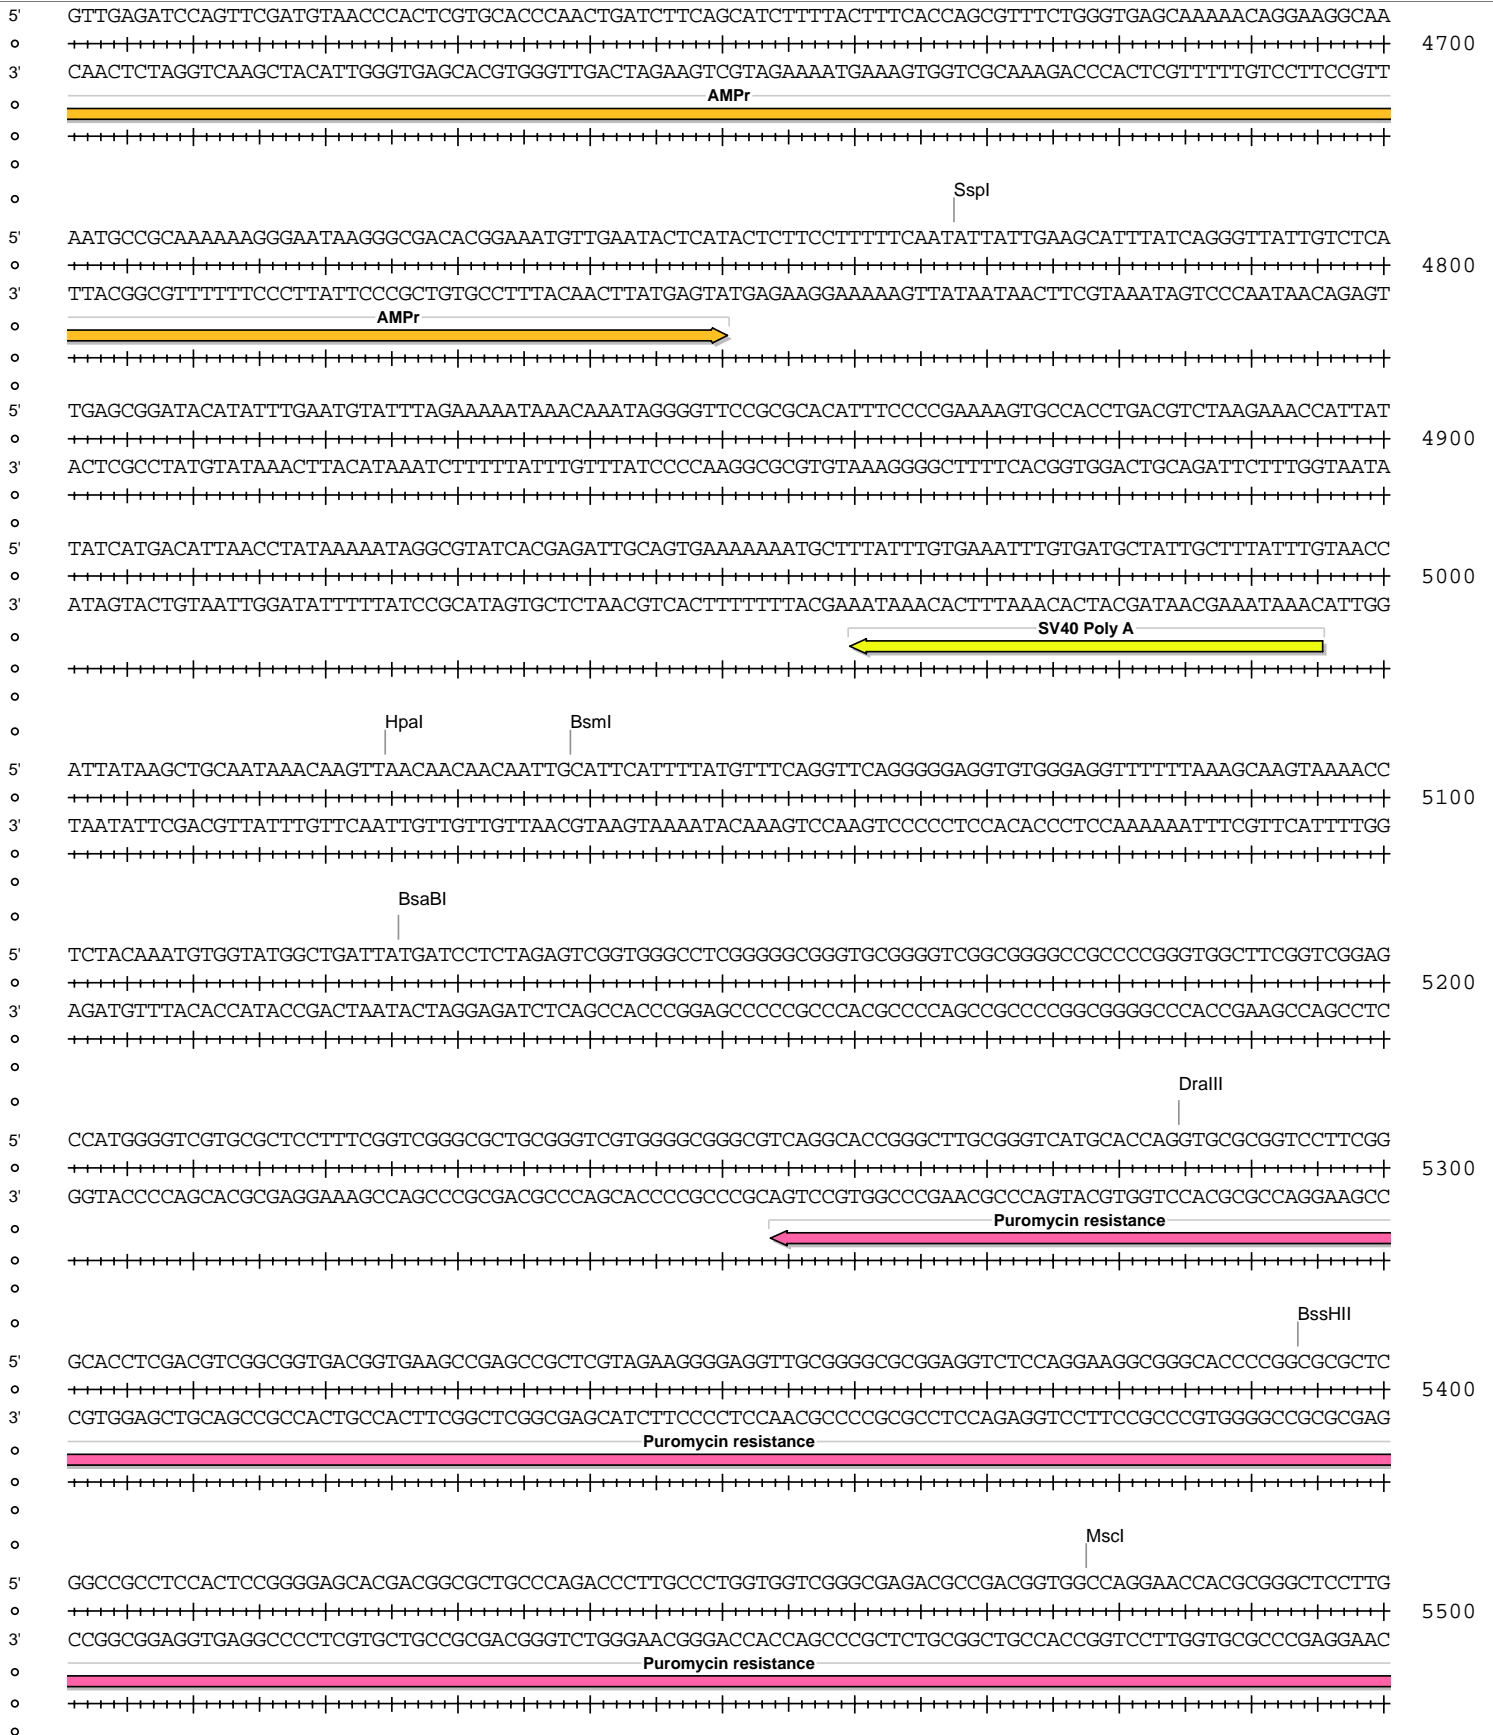 5' GTTGAGATCCAGTTCGATGTAACCCACTCGTGCACCCAACTGATCTTCAGCATCTTTTACTTTCACCAGCGTTTCTGGGTGAGCAAAAACAGGAAGGCAA
4700
3' CAACTCTAGGTCAAGCTACATTGGGTGAGCACGTGGGTTGACTAGAAGTCGTAGAAAATGAAAGTGGTCGCAAAGACCCACTCGTTTTTGTCCTTCCGTT
AMPr
SspI
5' AATGCCGCAAAAAAGGGAATAAGGGCGACACGGAAATGTTGAATACTCATACTCTTCCTTTTTCAATATTATTGAAGCATTTATCAGGGTTATTGTCTCA
4800
3' TTACGGCGTTTTTTCCCTTATTCCCGCTGTGCCTTTACAACTTATGAGTATGAGAAGGAAAAAGTTATAATAACTTCGTAAATAGTCCCAATAACAGAGT
AMPr
5' TGAGCGGATACATATTTGAATGTATTTAGAAAAATAAACAAATAGGGGTTCCGCGCACATTTCCCCGAAAAGTGCCACCTGACGTCTAAGAAACCATTAT
4900
3' ACTCGCCTATGTATAAACTTACATAAATCTTTTTATTTGTTTATCCCCAAGGCGCGTGTAAAGGGGCTTTTCACGGTGGACTGCAGATTCTTTGGTAATA
5' TATCATGACATTAACCTATAAAAATAGGCGTATCACGAGATTGCAGTGAAAAAAATGCTTTATTTGTGAAATTTGTGATGCTATTGCTTTATTTGTAACC
5000
3' ATAGTACTGTAATTGGATATTTTTATCCGCATAGTGCTCTAACGTCACTTTTTTTACGAAATAAACACTTTAAACACTACGATAACGAAATAAACATTGG
SV40 Poly A
HpaI BsmI
5' ATTATAAGCTGCAATAAACAAGTTAACAACAACAATTGCATTCATTTTATGTTTCAGGTTCAGGGGGAGGTGTGGGAGGTTTTTTAAAGCAAGTAAAACC
5100
3' TAATATTCGACGTTATTTGTTCAATTGTTGTTGTTAACGTAAGTAAAATACAAAGTCCAAGTCCCCCTCCACACCCTCCAAAAAATTTCGTTCATTTTGG
BsaBI
5' TCTACAAATGTGGTATGGCTGATTATGATCCTCTAGAGTCGGTGGGCCTCGGGGGCGGGTGCGGGGTCGGCGGGGCCGCCCCGGGTGGCTTCGGTCGGAG
5200
3' AGATGTTTACACCATACCGACTAATACTAGGAGATCTCAGCCACCCGGAGCCCCCGCCCACGCCCCAGCCGCCCCGGCGGGGCCCACCGAAGCCAGCCTC
DraIII
5' CCATGGGGTCGTGCGCTCCTTTCGGTCGGGCGCTGCGGGTCGTGGGGCGGGCGTCAGGCACCGGGCTTGCGGGTCATGCACCAGGTGCGCGGTCCTTCGG
5300
3' GGTACCCCAGCACGCGAGGAAAGCCAGCCCGCGACGCCCAGCACCCCGCCCGCAGTCCGTGGCCCGAACGCCCAGTACGTGGTCCACGCGCCAGGAAGCC
Puromycin resistance
BssHII
5' GCACCTCGACGTCGGCGGTGACGGTGAAGCCGAGCCGCTCGTAGAAGGGGAGGTTGCGGGGCGCGGAGGTCTCCAGGAAGGCGGGCACCCCGGCGCGCTC
5400
3' CGTGGAGCTGCAGCCGCCACTGCCACTTCGGCTCGGCGAGCATCTTCCCCTCCAACGCCCCGCGCCTCCAGAGGTCCTTCCGCCCGTGGGGCCGCGCGAG
Puromycin resistance
MscI
5' GGCCGCCTCCACTCCGGGGAGCACGACGGCGCTGCCCAGACCCTTGCCCTGGTGGTCGGGCGAGACGCCGACGGTGGCCAGGAACCACGCGGGCTCCTTG
5500
3' CCGGCGGAGGTGAGGCCCCTCGTGCTGCCGCGACGGGTCTGGGAACGGGACCACCAGCCCGCTCTGCGGCTGCCACCGGTCCTTGGTGCGCCCGAGGAAC
Puromycin resistance